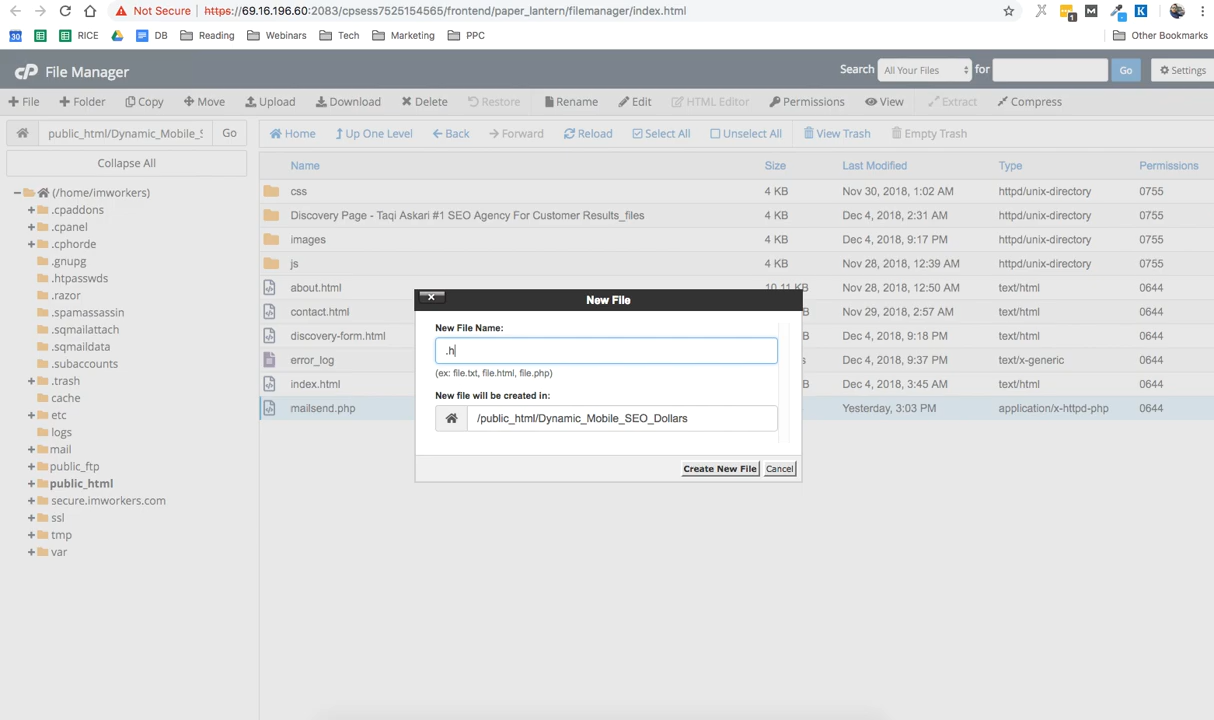 Not Secure https://69.16.196.60:2083/cpsess7525154565/frontend/paper_lantern/filemanager/index.html
RICE DB Reading Webinars Tech Marketing PPC Other Bookmarks
cP File Manager Search All Your Files for Go Settings
File Folder Copy Move Upload Download Delete Restore Rename Edit HTML Editor Permissions View Extract Compress
public_html/Dynamic_Mobile_S Go Home Up One Level Back Forward Reload Select All Unselect All View Trash Empty Trash
Collapse All
Name Size Last Modified Type Permissions
(/home/imworkers)
.cpaddons
.cpanel
.cphorde
.gnupg
.htpasswds
.razor
.spamassassin
.sqmailattach
.sqmaildata
.subaccounts
.trash
cache
etc
logs
mail
public_ftp
public_html
secure.imworkers.com
ssl
tmp
var
css 4 KB Nov 30, 2018, 1:02 AM httpd/unix-directory 0755
Discovery Page - Taqi Askari #1 SEO Agency For Customer Results_files 4 KB Dec 4, 2018, 2:31 AM httpd/unix-directory 0755
images 4 KB Dec 4, 2018, 9:17 PM httpd/unix-directory 0755
js 4 KB Nov 28, 2018, 12:39 AM httpd/unix-directory 0755
about.html 10.11 KB Nov 28, 2018, 12:50 AM text/html 0644
contact.html Nov 29, 2018, 2:57 AM text/html 0644
discovery-form.html Dec 4, 2018, 9:18 PM text/html 0644
error_log Dec 4, 2018, 9:37 PM text/x-generic 0644
index.html Dec 4, 2018, 3:45 AM text/html 0644
mailsend.php Yesterday, 3:03 PM application/x-httpd-php 0644
New File
New File Name:
.h
(ex: file.txt, file.html, file.php)
New file will be created in:
/public_html/Dynamic_Mobile_SEO_Dollars
Create New File Cancel